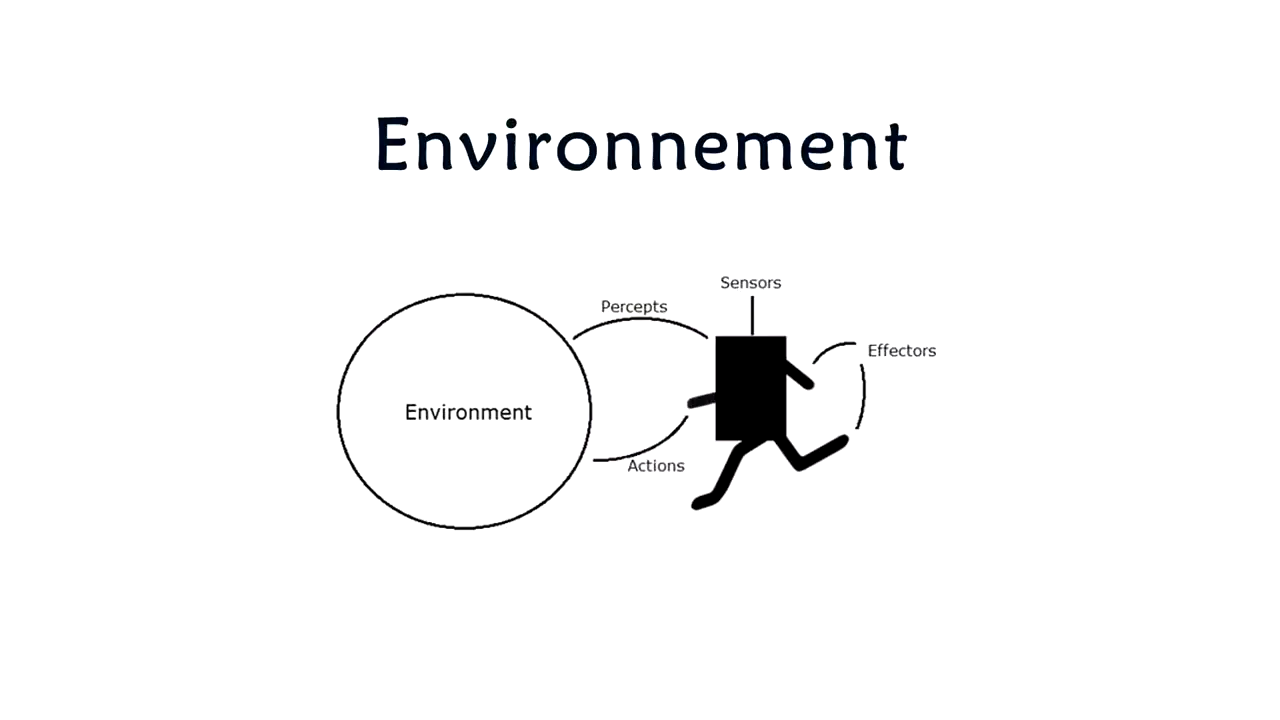 Environnement
Sensors
Percepts
Effectors
Environment
Actions